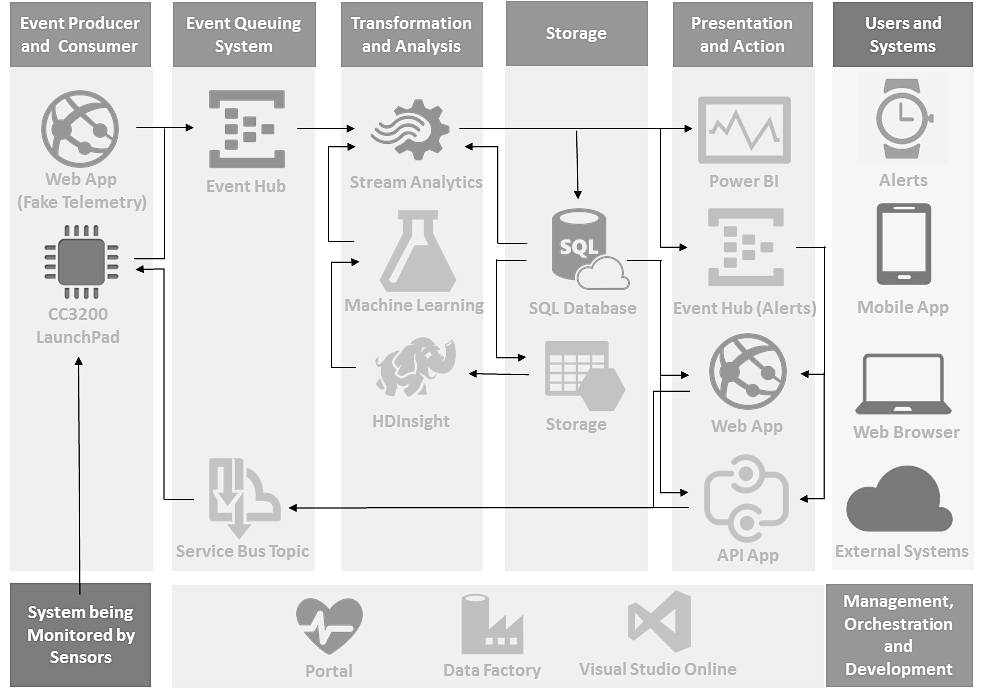 Event Producer
and Consumer
Event Queuing
System
Transformation
and Analysis
Storage
Presentation
and Action
Users and
Systems
Web App
(Fake Telemetry)
Event Hub
Stream Analytics
Power BI
Alerts
CC3200
LaunchPad
Machine Learning
SQL
SQL Database
Event Hub (Alerts)
Mobile App
HDInsight
Storage
Web App
Web Browser
Service Bus Topic
API App
External Systems
System being
Monitored by
Sensors
Portal
Data Factory
Visual Studio Online
Management,
Orchestration
and
Development